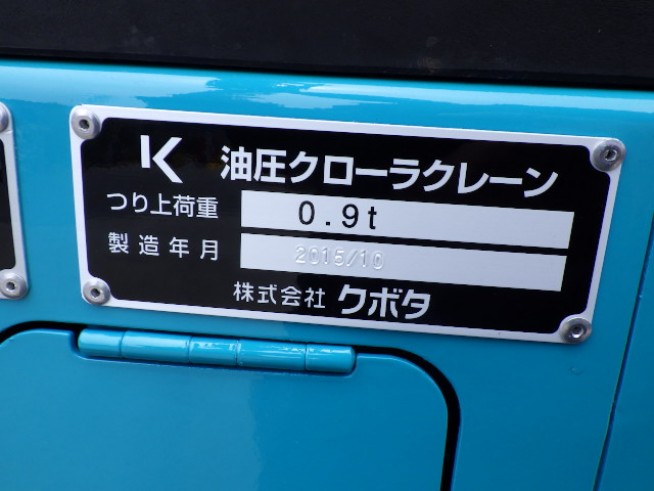 K 油圧クローラクレーン
つり上荷重 0.9t
製造年月 2015/10
株式会社 クボタ